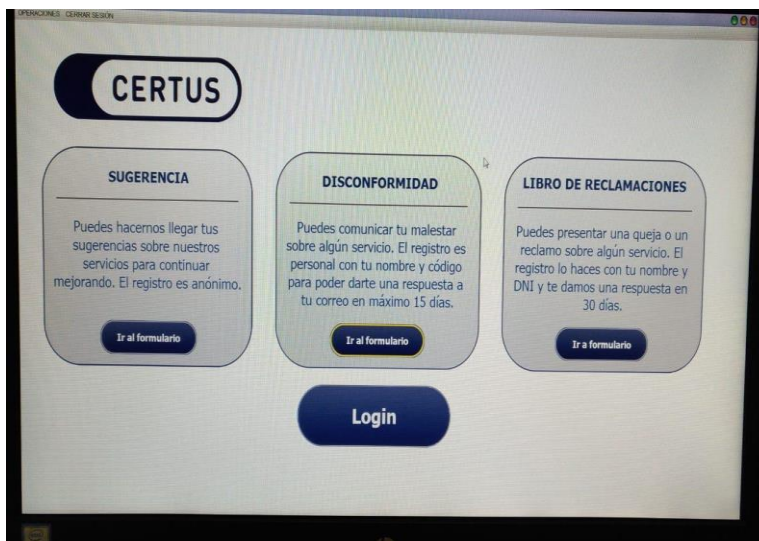 OPERACIONES CERRAR SESIÓN
CERTUS
SUGERENCIA
Puedes hacernos llegar tus
sugerencias sobre nuestros
servicios para continuar
mejorando. El registro es anónimo.
Ir al formulario
DISCONFORMIDAD
Puedes comunicar tu malestar
sobre algún servicio. El registro es
personal con tu nombre y código
para poder darte una respuesta a
tu correo en máximo 15 días.
Ir al formulario
LIBRO DE RECLAMACIONES
Puedes presentar una queja o un
reclamo sobre algún servicio. El
registro lo haces con tu nombre y
DNI y te damos una respuesta en
30 días.
Ir a formulario
Login